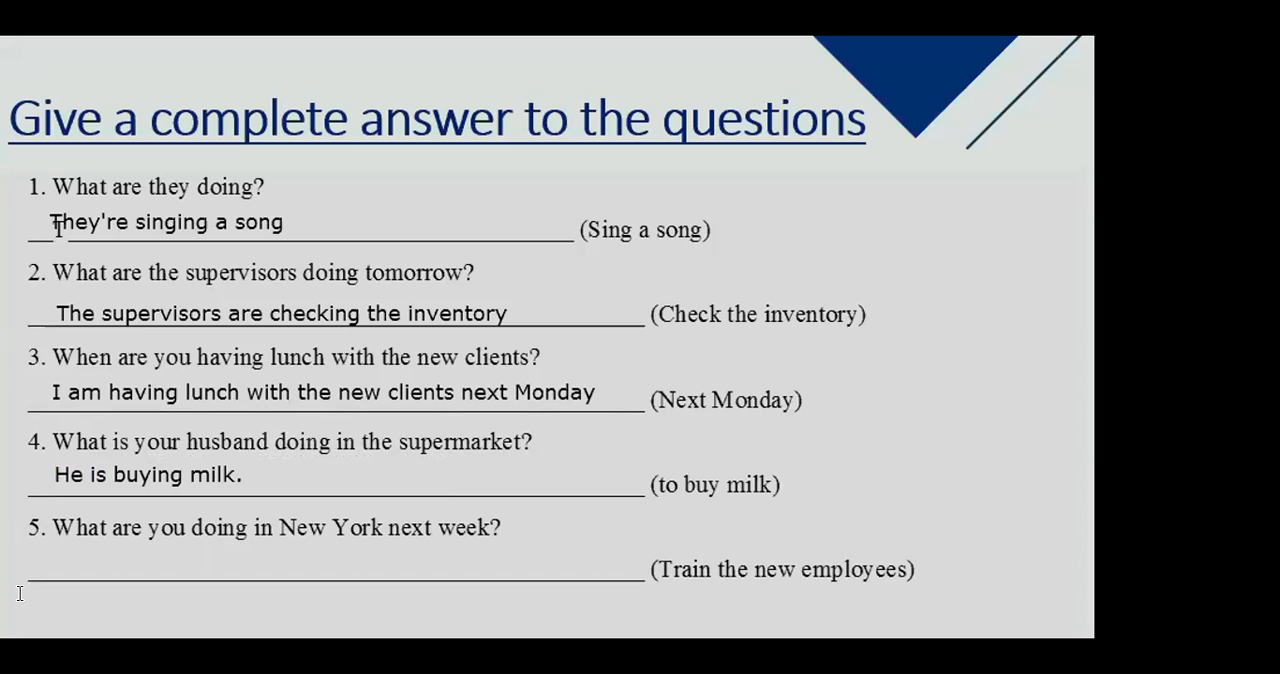 Give a complete answer to the questions
1. What are they doing?
They're singing a song (Sing a song)
2. What are the supervisors doing tomorrow?
The supervisors are checking the inventory (Check the inventory)
3. When are you having lunch with the new clients?
I am having lunch with the new clients next Monday (Next Monday)
4. What is your husband doing in the supermarket?
He is buying milk. (to buy milk)
5. What are you doing in New York next week?
(Train the new employees)